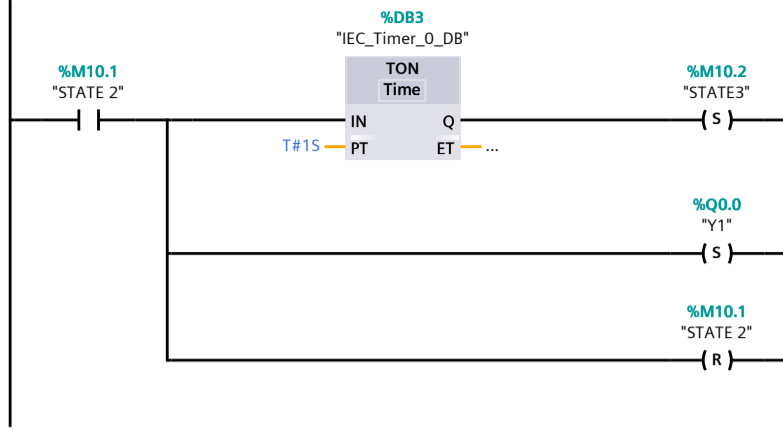 %DB3
"IEC_Timer_0_DB"
%M10.1
"STATE 2"
TON
Time
%M10.2
"STATE3"
IN
Q
S
T#1S
PT
ET
...
%Q0.0
"Y1"
S
%M10.1
"STATE 2"
R